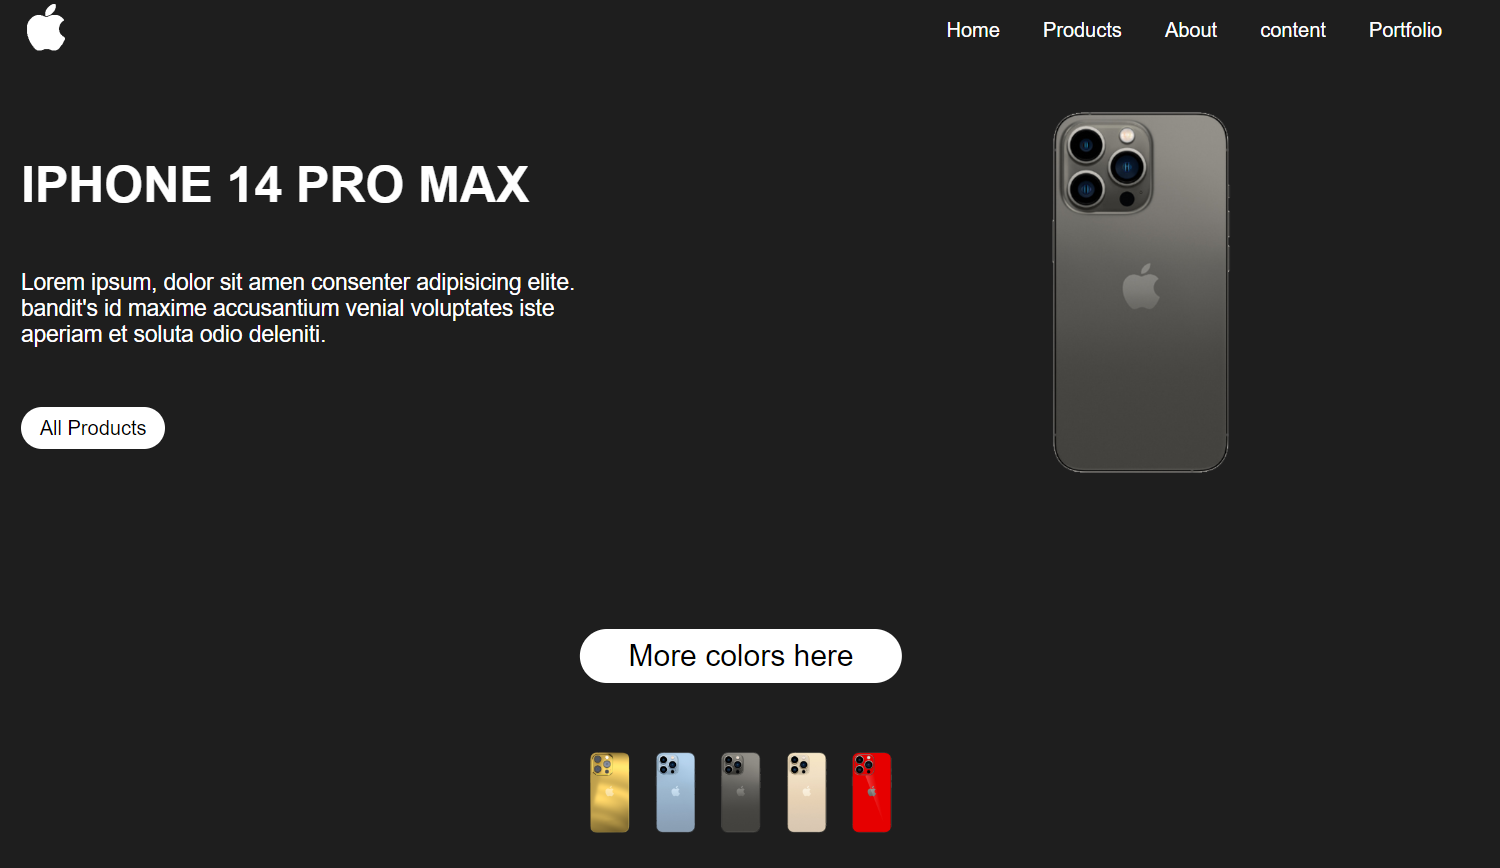 Home Products About content Portfolio
IPHONE 14 PRO MAX
Lorem ipsum, dolor sit amen consenter adipisicing elite.
bandit's id maxime accusantium venial voluptates iste
aperiam et soluta odio deleniti.
All Products
More colors here